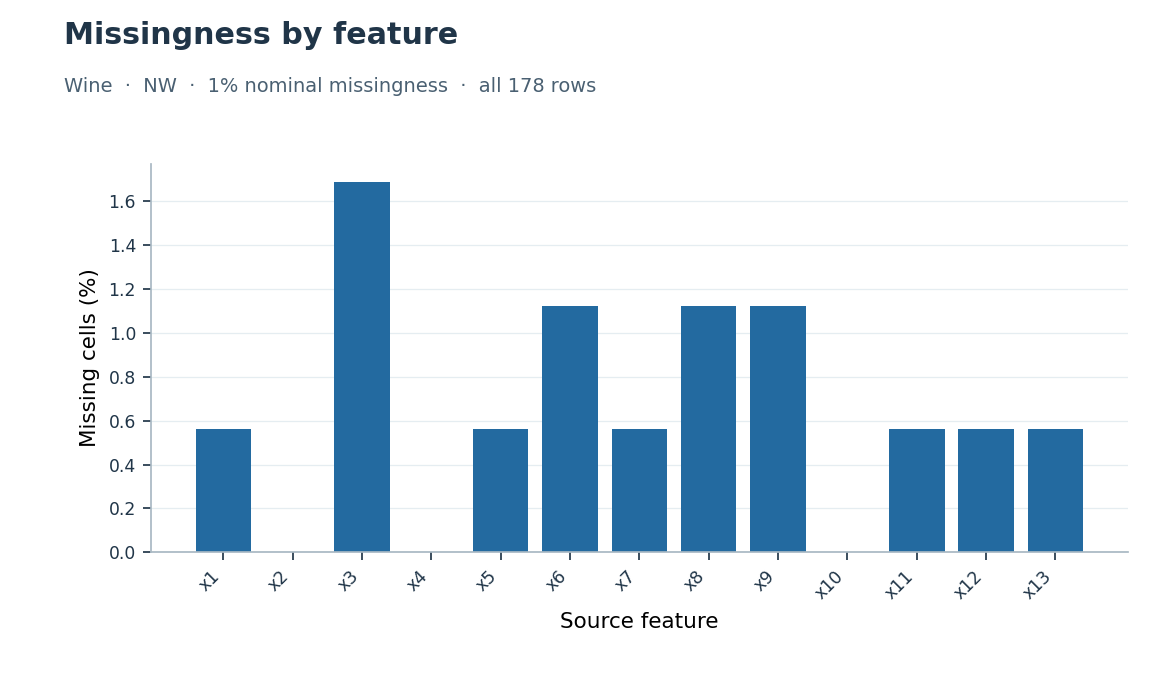 Missingness by feature
Wine · NW · 1% nominal missingness · all 178 rows
Missing cells (%)
1.6
1.4
1.2
1.0
0.8
0.6
0.4
0.2
0.0
x1 x2 x3 x4 x5 x6 x7 x8 x9 x10 x11 x12 x13
Source feature